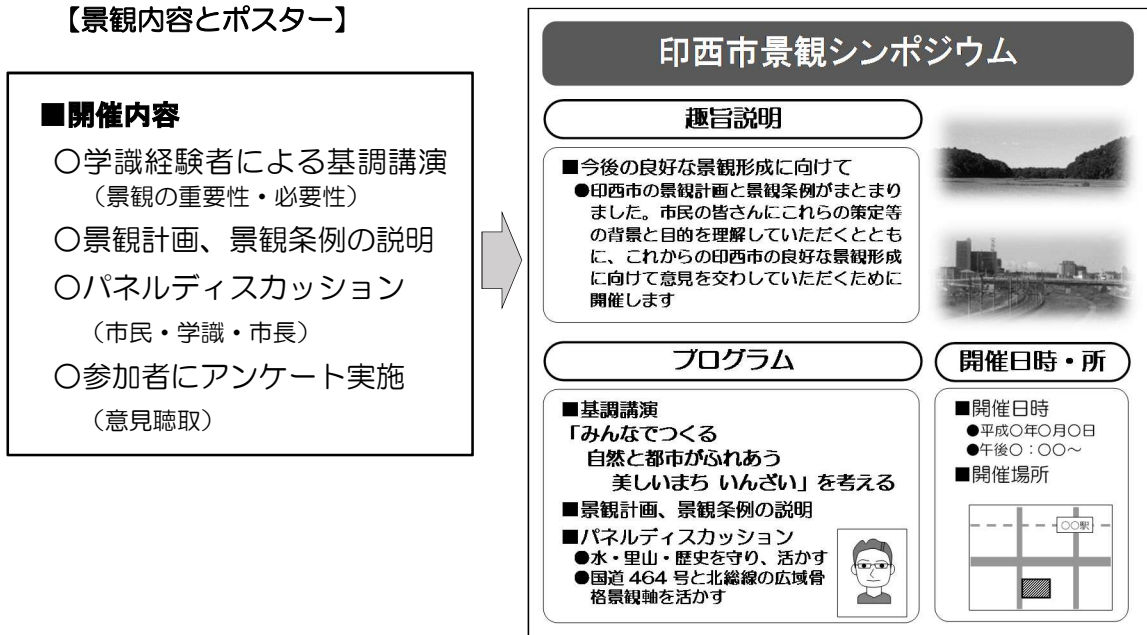 【景観内容とポスター】
■開催内容
○学識経験者による基調講演
（景観の重要性・必要性）
○景観計画、景観条例の説明
○パネルディスカッション
（市民・学識・市長）
○参加者にアンケート実施
（意見聴取）
印西市景観シンポジウム
趣旨説明
■今後の良好な景観形成に向けて
●印西市の景観計画と景観条例がまとまり
ました。市民の皆さんにこれらの策定等
の背景と目的を理解していただくととも
に、これからの印西市の良好な景観形成
に向けて意見を交わしていただくために
開催します
プログラム
■基調講演
「みんなでつくる
自然と都市がふれあう
美しいまち いんざい」を考える
■景観計画、景観条例の説明
■パネルディスカッション
●水・里山・歴史を守り、活かす
●国道 464 号と北総線の広域骨
格景観軸を活かす
開催日時・所
■開催日時
●平成○年○月○日
●午後○：○○～
■開催場所
○○駅